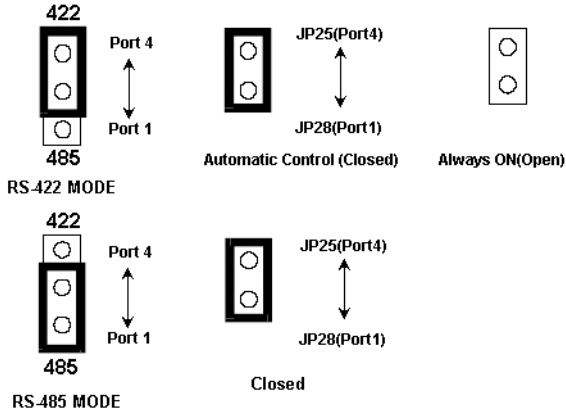 422
Port 4
Port 1
485
RS-422 MODE
JP25(Port4)
JP28(Port1)
Automatic Control (Closed)
Always ON(Open)
422
Port 4
Port 1
485
RS-485 MODE
JP25(Port4)
JP28(Port1)
Closed